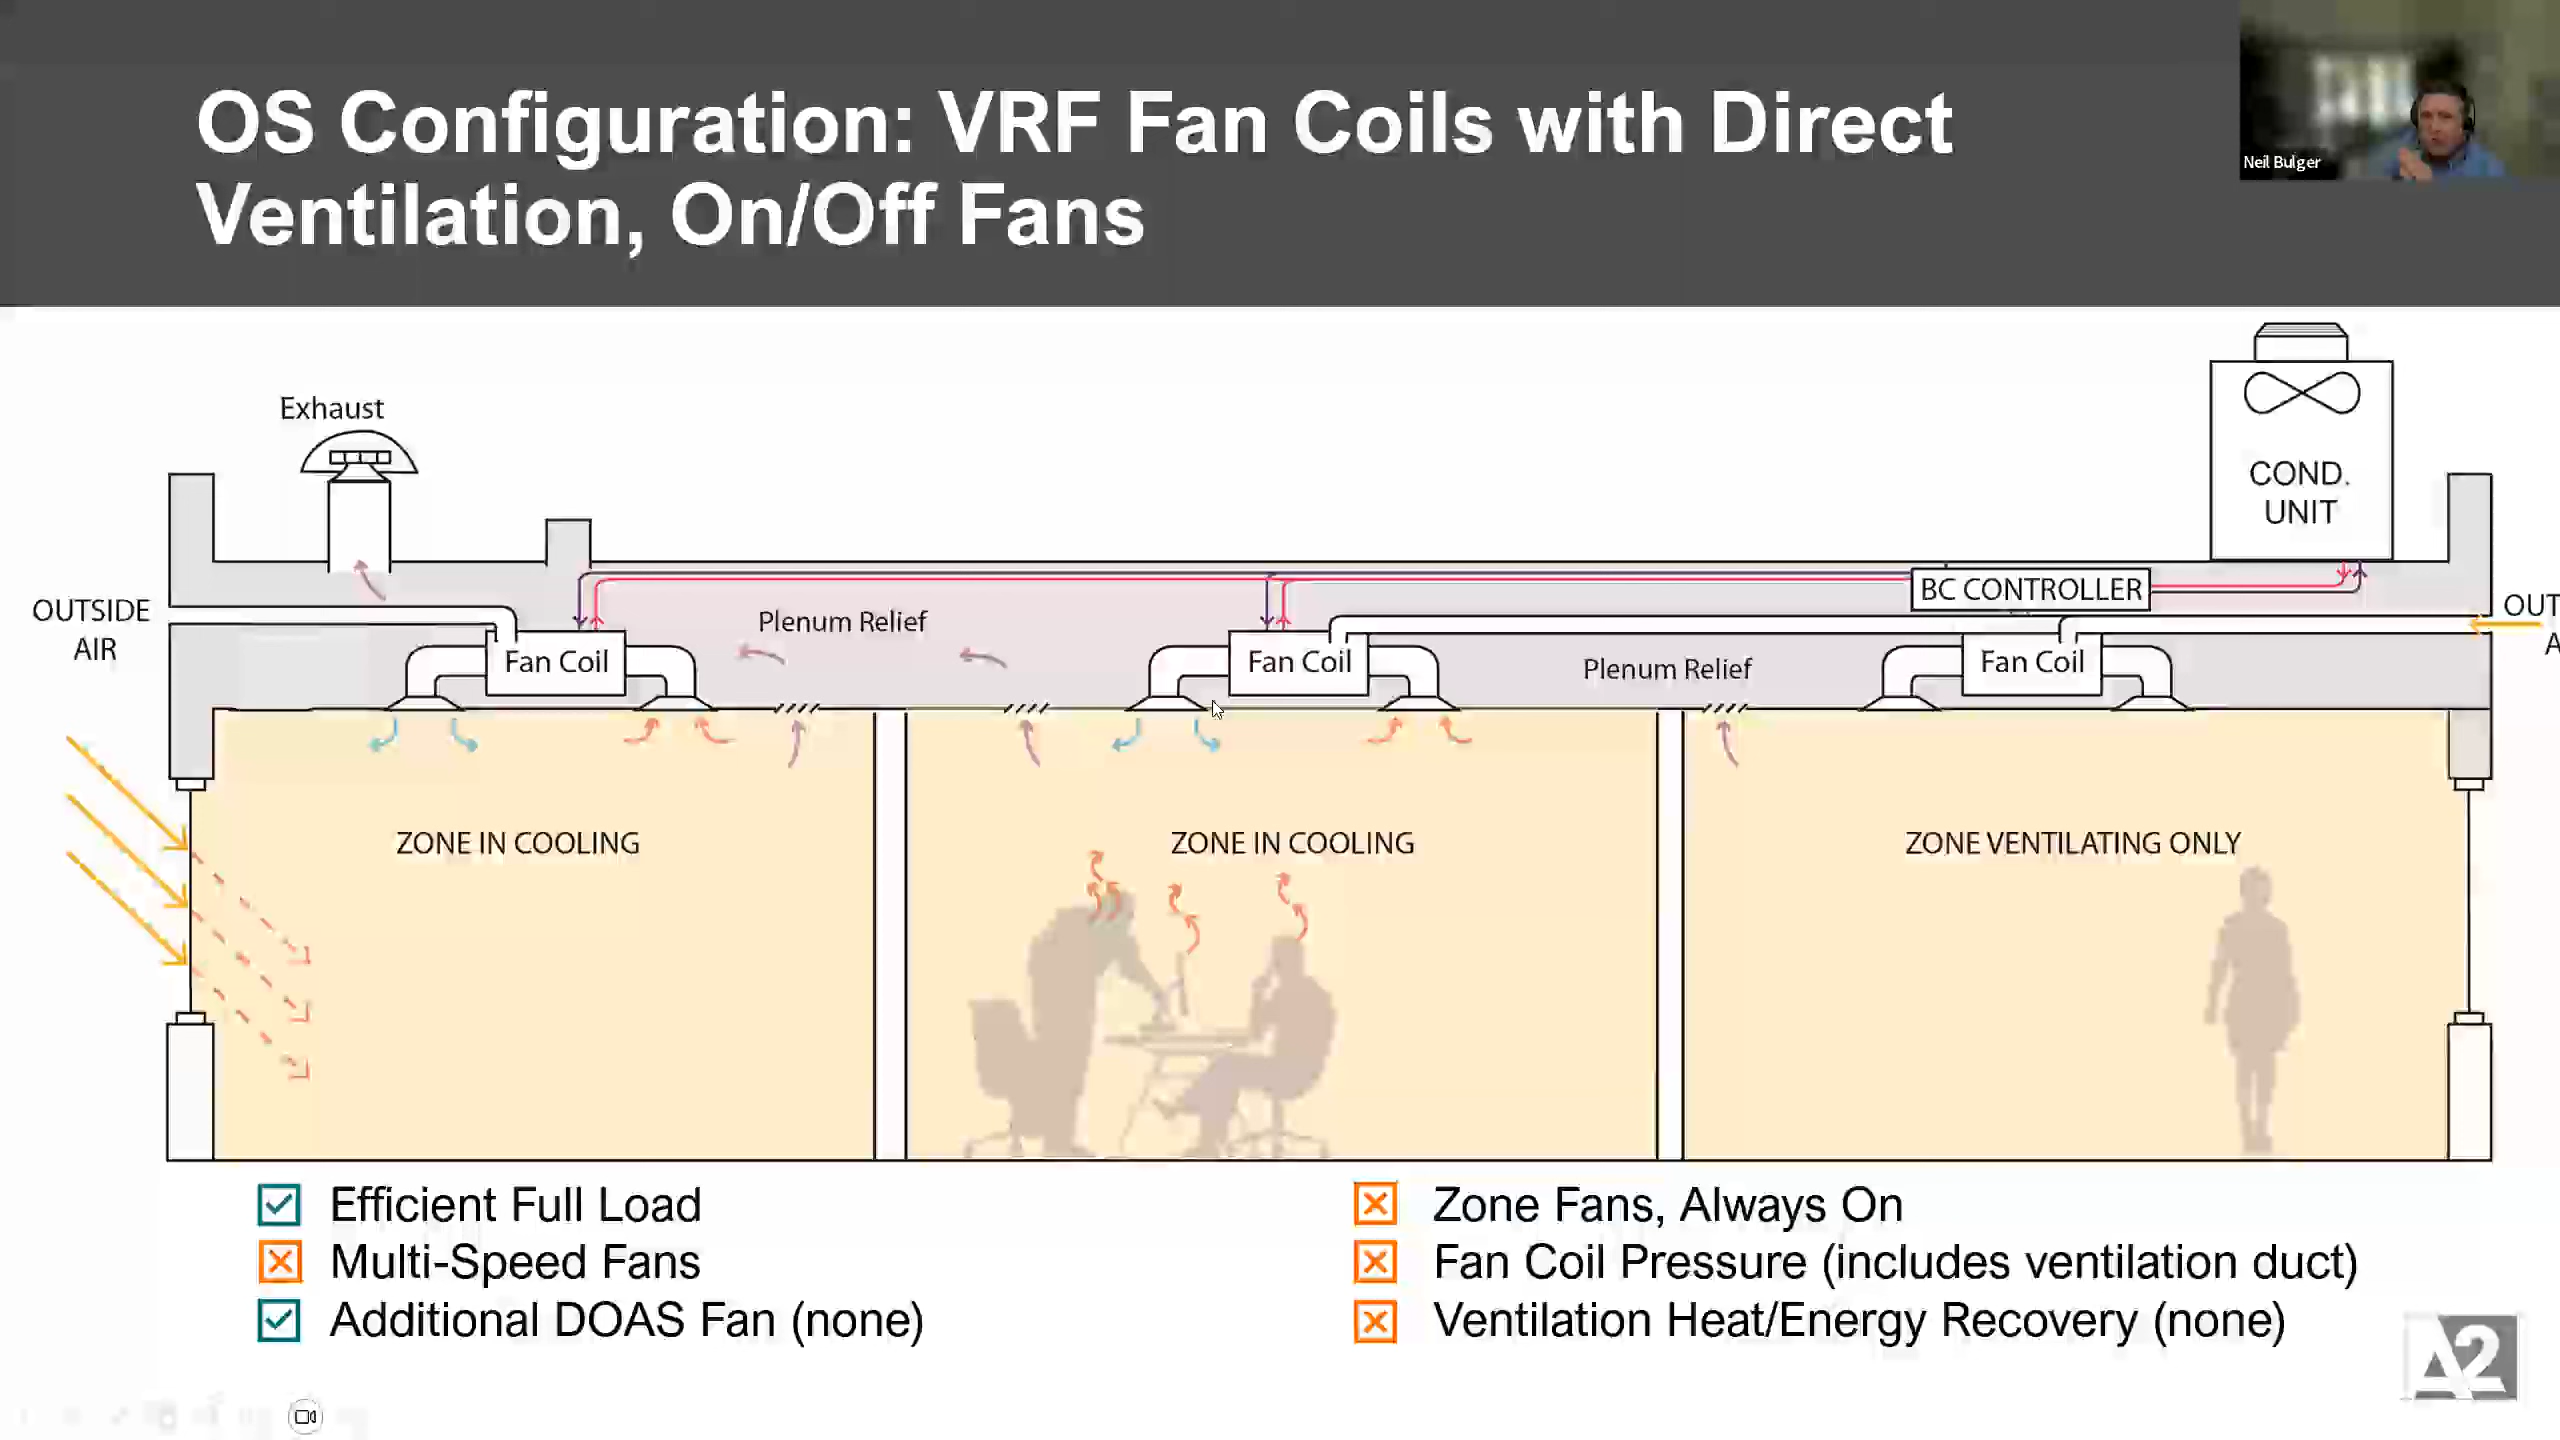 OS Configuration: VRF Fan Coils with Direct
Ventilation, On/Off Fans
Neil Bulger
Exhaust
COND.
UNIT
BC CONTROLLER
OUTSIDE
AIR
Plenum Relief
OUT
A
Fan Coil
Fan Coil
Plenum Relief
Fan Coil
ZONE IN COOLING
ZONE IN COOLING
ZONE VENTILATING ONLY
Efficient Full Load
Multi-Speed Fans
Additional DOAS Fan (none)
Zone Fans, Always On
Fan Coil Pressure (includes ventilation duct)
Ventilation Heat/Energy Recovery (none)
A2